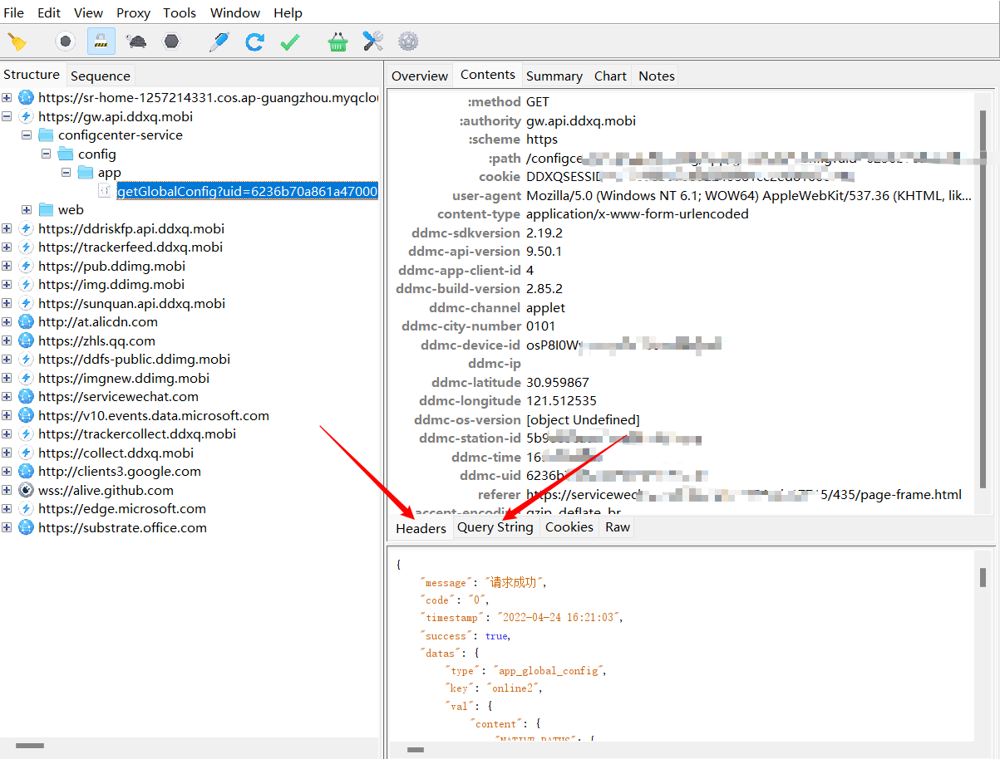 File Edit View Proxy Tools Window Help
Structure Sequence
https://sr-home-1257214331.cos.ap-guangzhou.myqclou
https://gw.api.ddxq.mobi
configcenter-service
config
app
getGlobalConfig?uid=6236b70a861a47000
web
https://ddriskfp.api.ddxq.mobi
https://trackerfeed.ddxq.mobi
https://pub.ddimg.mobi
https://img.ddimg.mobi
https://sunquan.api.ddxq.mobi
http://at.alicdn.com
https://zhls.qq.com
https://ddfs-public.ddimg.mobi
https://imgnew.ddimg.mobi
https://servicewechat.com
https://v10.events.data.microsoft.com
https://trackercollect.ddxq.mobi
https://collect.ddxq.mobi
http://clients3.google.com
wss://alive.github.com
https://edge.microsoft.com
https://substrate.office.com
Overview Contents Summary Chart Notes
:method GET
:authority gw.api.ddxq.mobi
:scheme https
:path /configce
cookie DDXQSESSID
user-agent Mozilla/5.0 (Windows NT 6.1; WOW64) AppleWebKit/537.36 (KHTML, lik...
content-type application/x-www-form-urlencoded
ddmc-sdkversion 2.19.2
ddmc-api-version 9.50.1
ddmc-app-client-id 4
ddmc-build-version 2.85.2
ddmc-channel applet
ddmc-city-number 0101
ddmc-device-id osP8I0W
ddmc-ip
ddmc-latitude 30.959867
ddmc-longitude 121.512535
ddmc-os-version [object Undefined]
ddmc-station-id 5b9
ddmc-time 16
ddmc-uid 6236b
referer https://servicewec 5/435/page-frame.html
accept-encoding gzip, deflate, br
Headers Query String Cookies Raw
{
"message": "请求成功",
"code": "0",
"timestamp": "2022-04-24 16:21:03",
"success": true,
"datas": {
"type": "app_global_config",
"key": "online2",
"val": {
"content": {
"NATIVE_PATHS": {